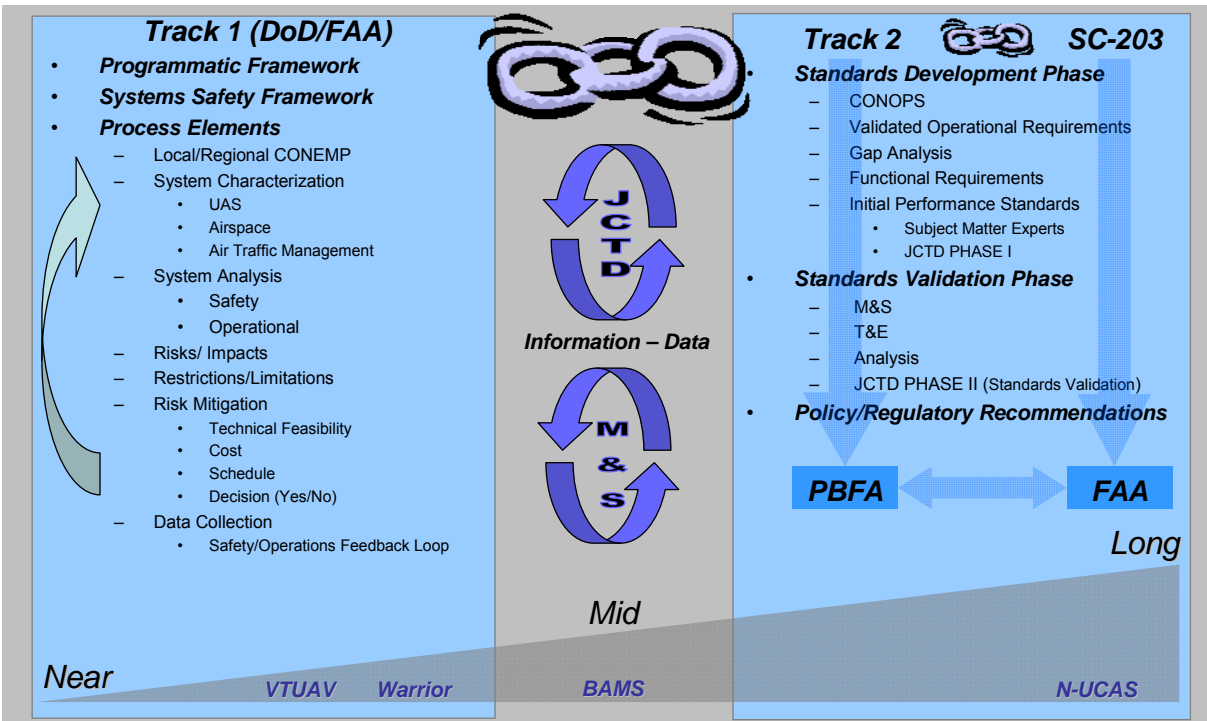 Track 1 (DoD/FAA)
• Programmatic Framework
• Systems Safety Framework
• Process Elements
– Local/Regional CONEMP
– System Characterization
• UAS
• Airspace
• Air Traffic Management
– System Analysis
• Safety
• Operational
– Risks/ Impacts
– Restrictions/Limitations
– Risk Mitigation
• Technical Feasibility
• Cost
• Schedule
• Decision (Yes/No)
– Data Collection
• Safety/Operations Feedback Loop
JCTD
Information – Data
M&S
Track 2 SC-203
• Standards Development Phase
– CONOPS
– Validated Operational Requirements
– Gap Analysis
– Functional Requirements
– Initial Performance Standards
• Subject Matter Experts
• JCTD PHASE I
• Standards Validation Phase
– M&S
– T&E
– Analysis
– JCTD PHASE II (Standards Validation)
• Policy/Regulatory Recommendations
PBFA FAA
Long
Mid
Near
VTUAV Warrior BAMS N-UCAS